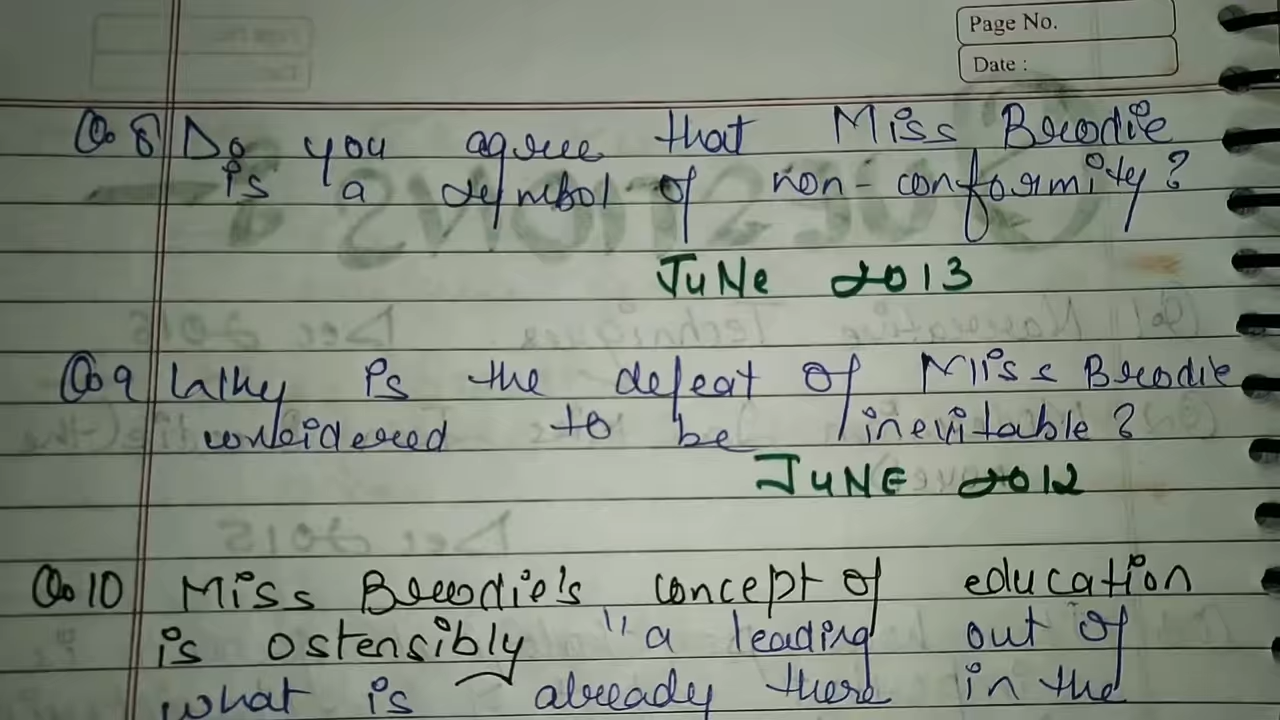 Page No.
Date :
Q.8 Do you agree that Miss Brodie
is a symbol of non-conformity?
JuNe 2013
Q.9 Why is the defeat of Miss Brodie
considered to be inevitable?
JUNE 2012
Q.10 Miss Brodie's concept of education
is ostensibly "a leading out of
what is already there in the
Dec 2015